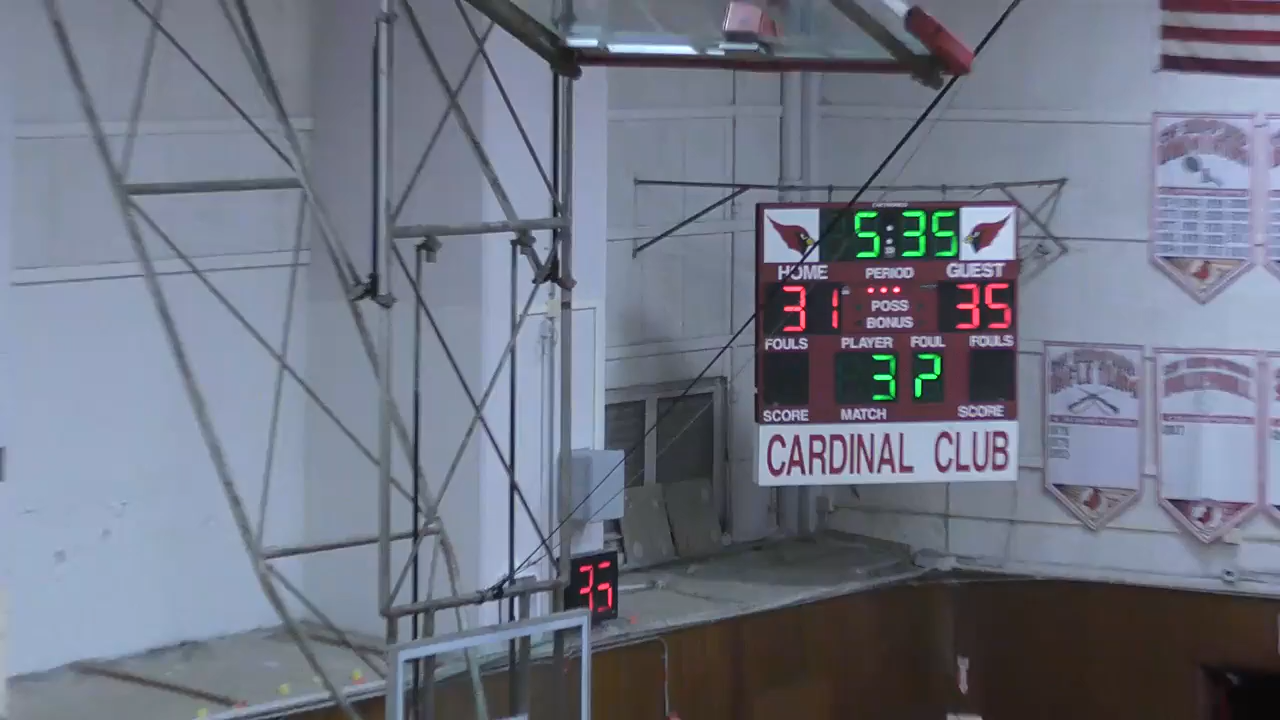 5:35
HOME PERIOD GUEST
31 POSS 35
BONUS
FOULS PLAYER FOUL FOULS
3 7
SCORE MATCH SCORE
CARDINAL CLUB
35